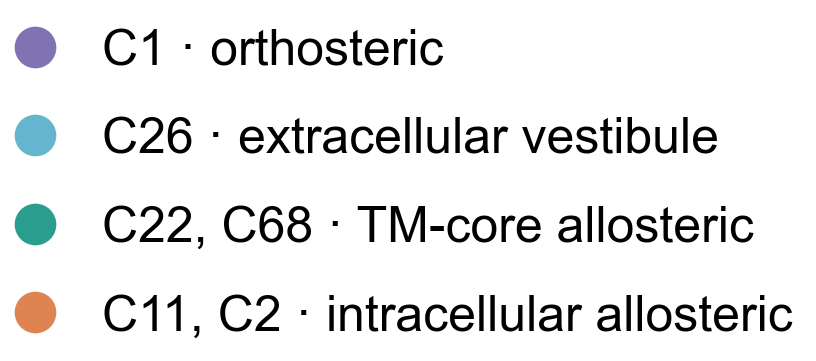 C1 · orthosteric
C26 · extracellular vestibule
C22, C68 · TM-core allosteric
C11, C2 · intracellular allosteric